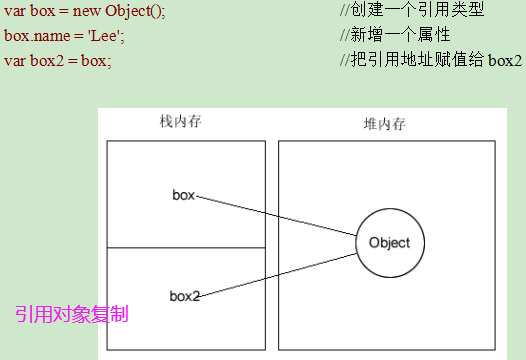 var box = new Object(); //创建一个引用类型
box.name = 'Lee'; //新增一个属性
var box2 = box; //把引用地址赋值给 box2
栈内存 堆内存
box
Object
box2
引用对象复制